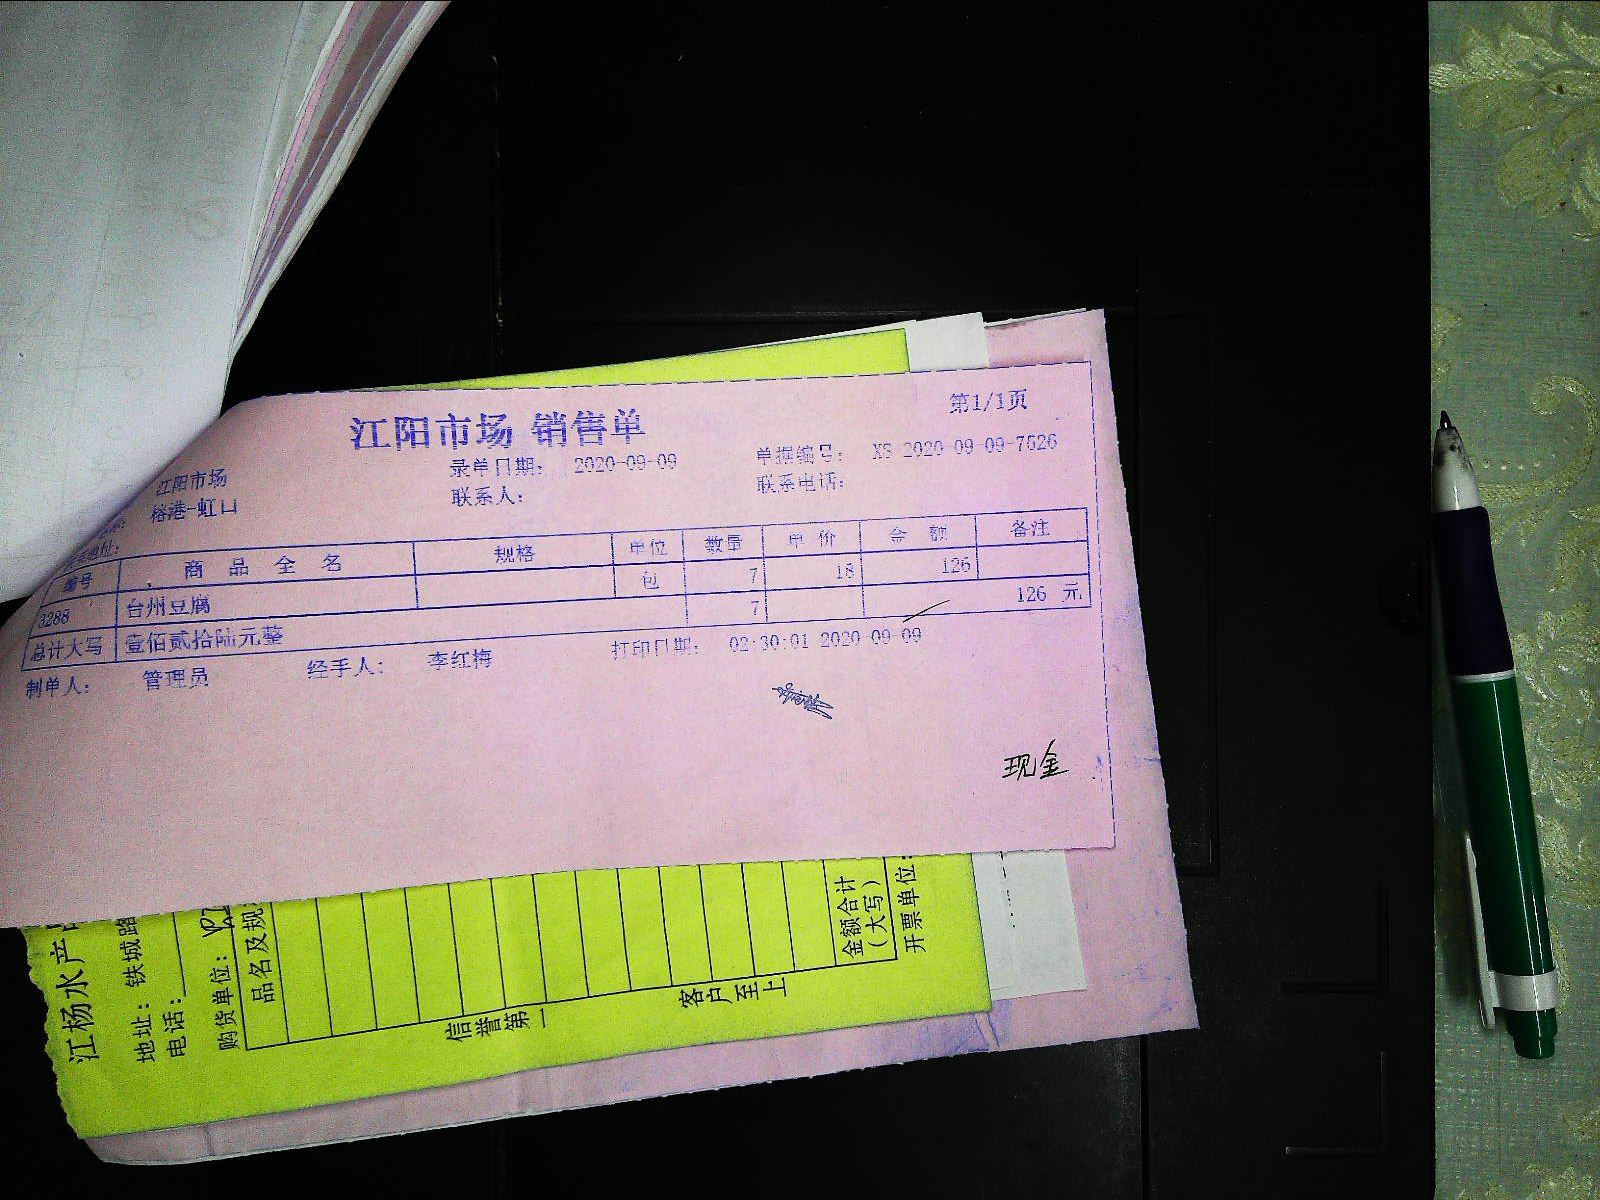 江阳市场 销售单
第1/1页
江阳市场
录单日期： 2020-09-09
单据编号： XS-2020-09-09-7526
榕港-虹口
联系人：
联系电话：
编号 商品全名 规格 单位 数量 单价 金额 备注
3288 台州豆腐 包 7 18 126
总计大写 壹佰贰拾陆元整 7 126 元
制单人： 管理员 经手人： 李红梅 打印日期： 02:30:01 2020-09-09
现金
江杨水产
地址：铁城路
电话：
购货单位：
品名及规
信誉第一
客户至上
金额合计
（大写）
开票单位：